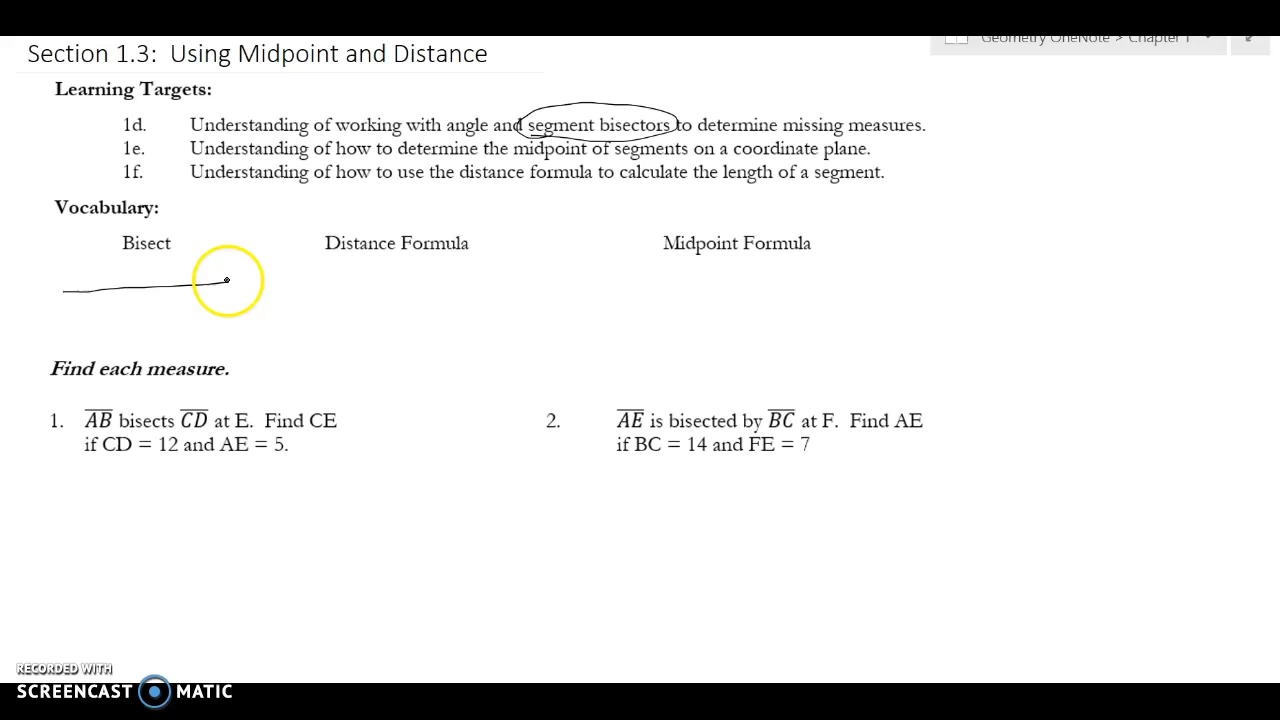 Geometry OneNote > Chapter 1
Section 1.3: Using Midpoint and Distance
Learning Targets:
1d. Understanding of working with angle and segment bisectors to determine missing measures.
1e. Understanding of how to determine the midpoint of segments on a coordinate plane.
1f. Understanding of how to use the distance formula to calculate the length of a segment.
Vocabulary:
Bisect Distance Formula Midpoint Formula
Find each measure.
1. A̅B̅ bisects C̅D̅ at E. Find CE
if CD = 12 and AE = 5.
2. A̅E̅ is bisected by B̅C̅ at F. Find AE
if BC = 14 and FE = 7
RECORDED WITH
SCREENCAST MATIC